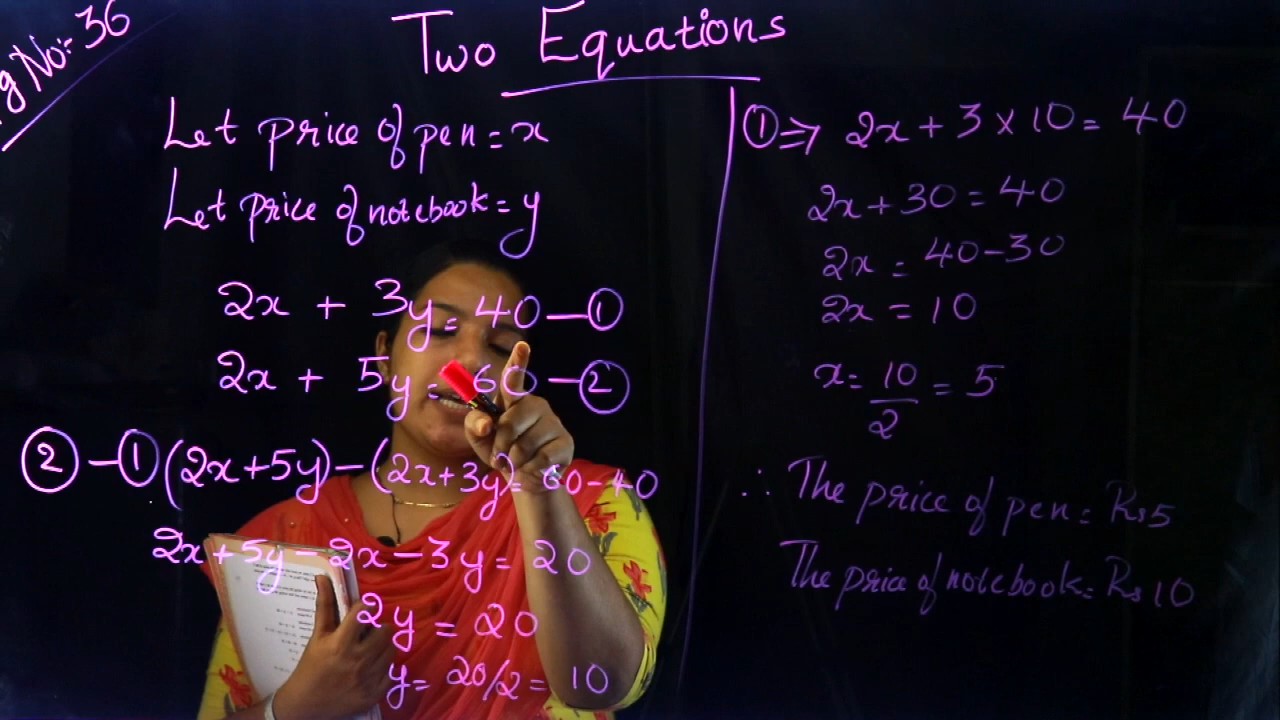 g No:- 36
Two Equations
Let price of pen = x
Let price of notebook = y
2x + 3y = 40 — ①
2x + 5y = 60 — ②
② – ① (2x+5y) – (2x+3y) = 60 – 40
2x + 5y – 2x – 3y = 20
2y = 20
y = 20/2 = 10
① ⇒ 2x + 3 × 10 = 40
2x + 30 = 40
2x = 40 – 30
2x = 10
x = 10/2 = 5
∴ The price of pen = Rs 5
The price of notebook = Rs 10